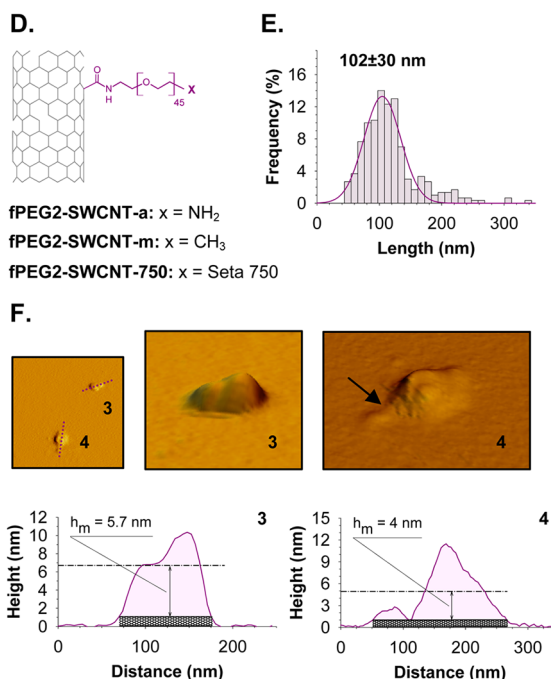 D.
O
N
H
O
45
X
fPEG2-SWCNT-a: x = NH2
fPEG2-SWCNT-m: x = CH3
fPEG2-SWCNT-750: x = Seta 750
E.
102±30 nm
Frequency (%)
16
12
8
4
0
0 100 200 300
Length (nm)
F.
3
4
3
4
hm = 5.7 nm
3
Height (nm)
12
10
8
6
4
2
0
0 100 200
Distance (nm)
hm = 4 nm
4
Height (nm)
15
12
9
6
3
0
0 100 200 300
Distance (nm)